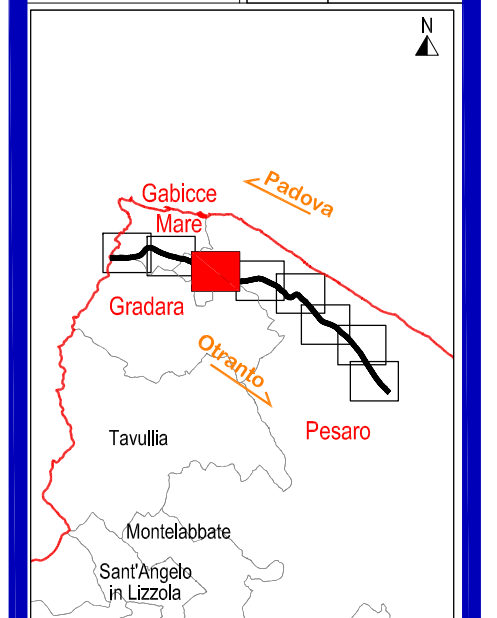 N
Padova
Gabicce
Mare
Gradara
Otranto
Pesaro
Tavullia
Montelabbate
Sant'Angelo
in Lizzola